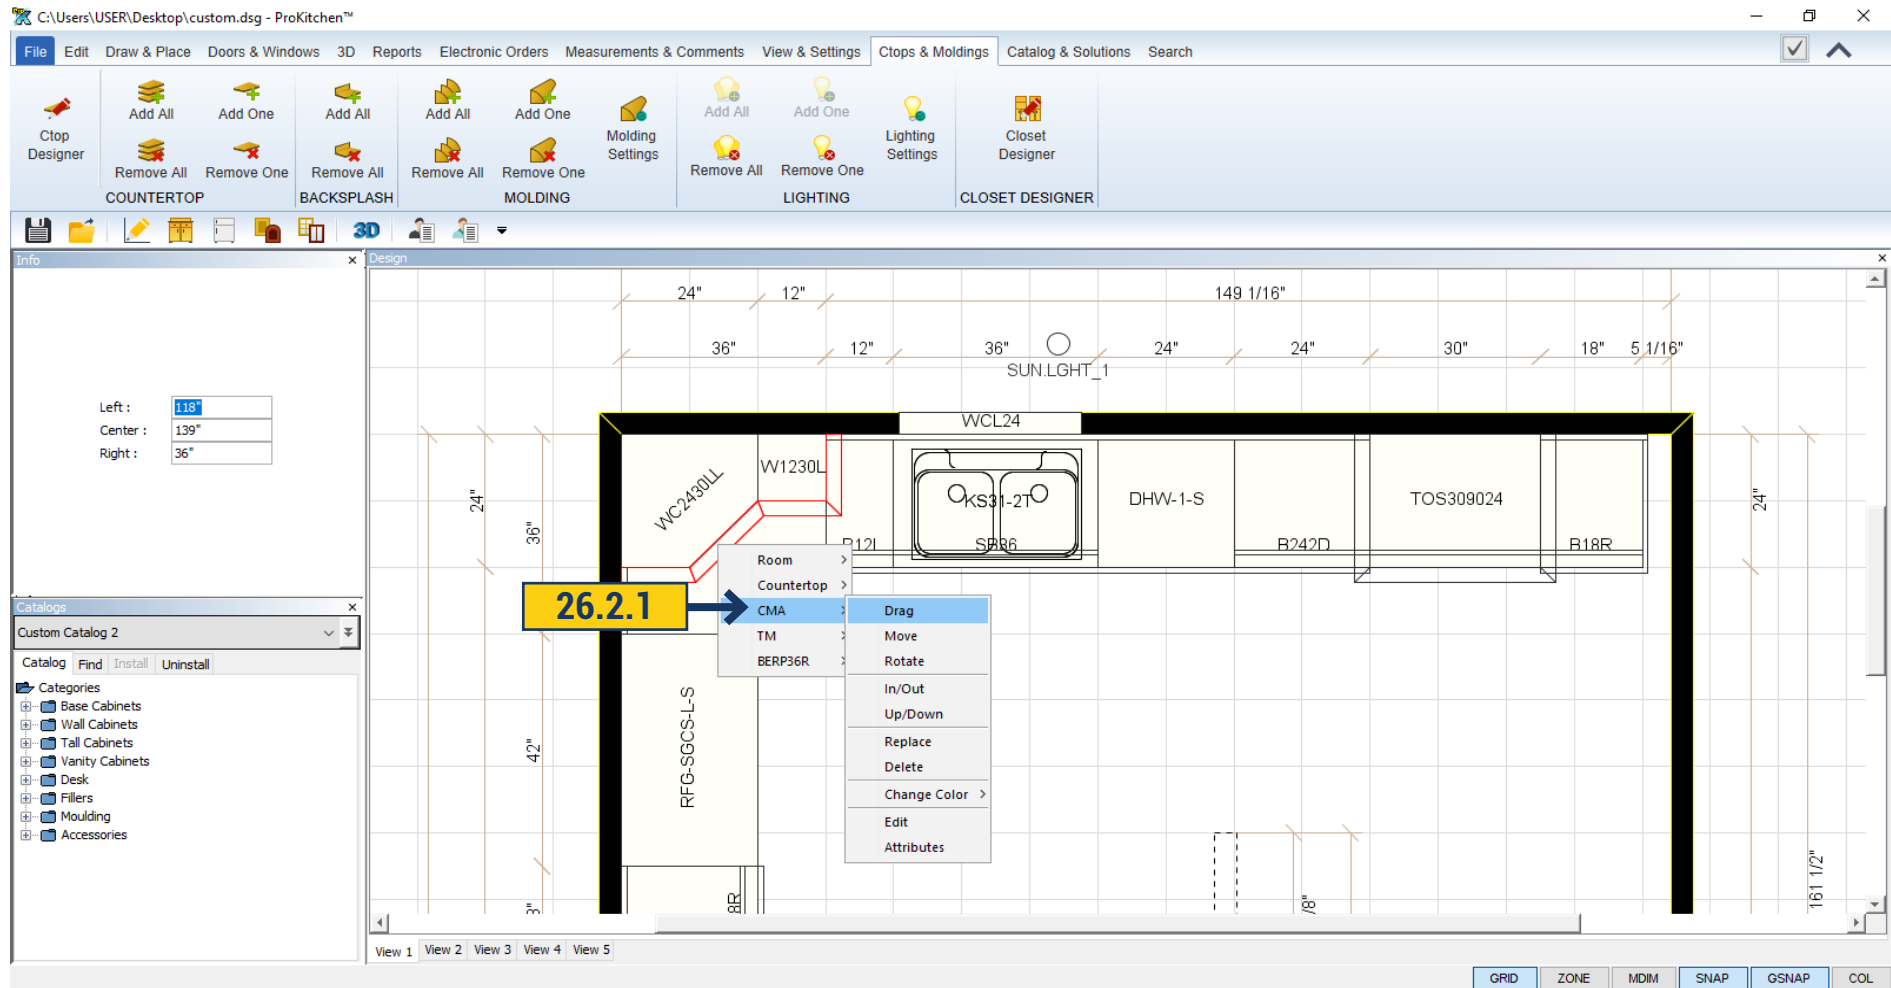 C:\Users\USER\Desktop\custom.dsg - ProKitchen™
File Edit Draw & Place Doors & Windows 3D Reports Electronic Orders Measurements & Comments View & Settings Ctops & Moldings Catalog & Solutions Search
Add All Add One Add All Add All Add One Add All Add One
Ctop Designer Molding Settings Lighting Settings Closet Designer
Remove All Remove One Remove All Remove All Remove One Remove All Remove One
COUNTERTOP BACKSPLASH MOLDING LIGHTING CLOSET DESIGNER
3D
Info
Left : 118"
Center : 139"
Right : 36"
Catalogs
Custom Catalog 2
Catalog Find Install Uninstall
Categories
Base Cabinets
Wall Cabinets
Tall Cabinets
Vanity Cabinets
Desk
Fillers
Moulding
Accessories
Design
24" 12" 149 1/16"
36" 12" 36" 24" 24" 30" 18" 5 1/16"
SUN.LGHT_1
WCL24
W1230L
WC2430LL
KS31-2T
DHW-1-S
TOS309024
24"
36"
24"
B12L SB36 B242D B18R
26.2.1
Room
Countertop
CMA
TM
BERP36R
Drag
Move
Rotate
In/Out
Up/Down
Replace
Delete
Change Color
Edit
Attributes
RFG-SGCS-L-S
42"
8R
/8"
161 1/2"
View 1 View 2 View 3 View 4 View 5
GRID ZONE MDIM SNAP GSNAP COL